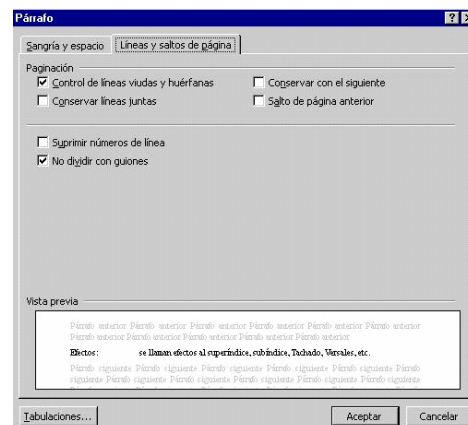 Párrafo
Sangría y espacio Líneas y saltos de página
Paginación
Control de líneas viudas y huérfanas Conservar con el siguiente
Conservar líneas juntas Salto de página anterior
Suprimir números de línea
No dividir con guiones
Vista previa
Párrafo anterior Párrafo anterior Párrafo anterior Párrafo anterior Párrafo anterior Párrafo anterior
Párrafo anterior Párrafo anterior Párrafo anterior Párrafo anterior Párrafo anterior
Efectos: se llaman efectos al superíndice, subíndice, Tachado, Versales, etc.
Párrafo siguiente Párrafo siguiente Párrafo siguiente Párrafo siguiente Párrafo siguiente Párrafo
siguiente Párrafo siguiente Párrafo siguiente Párrafo siguiente Párrafo siguiente Párrafo siguiente
Tabulaciones... Aceptar Cancelar